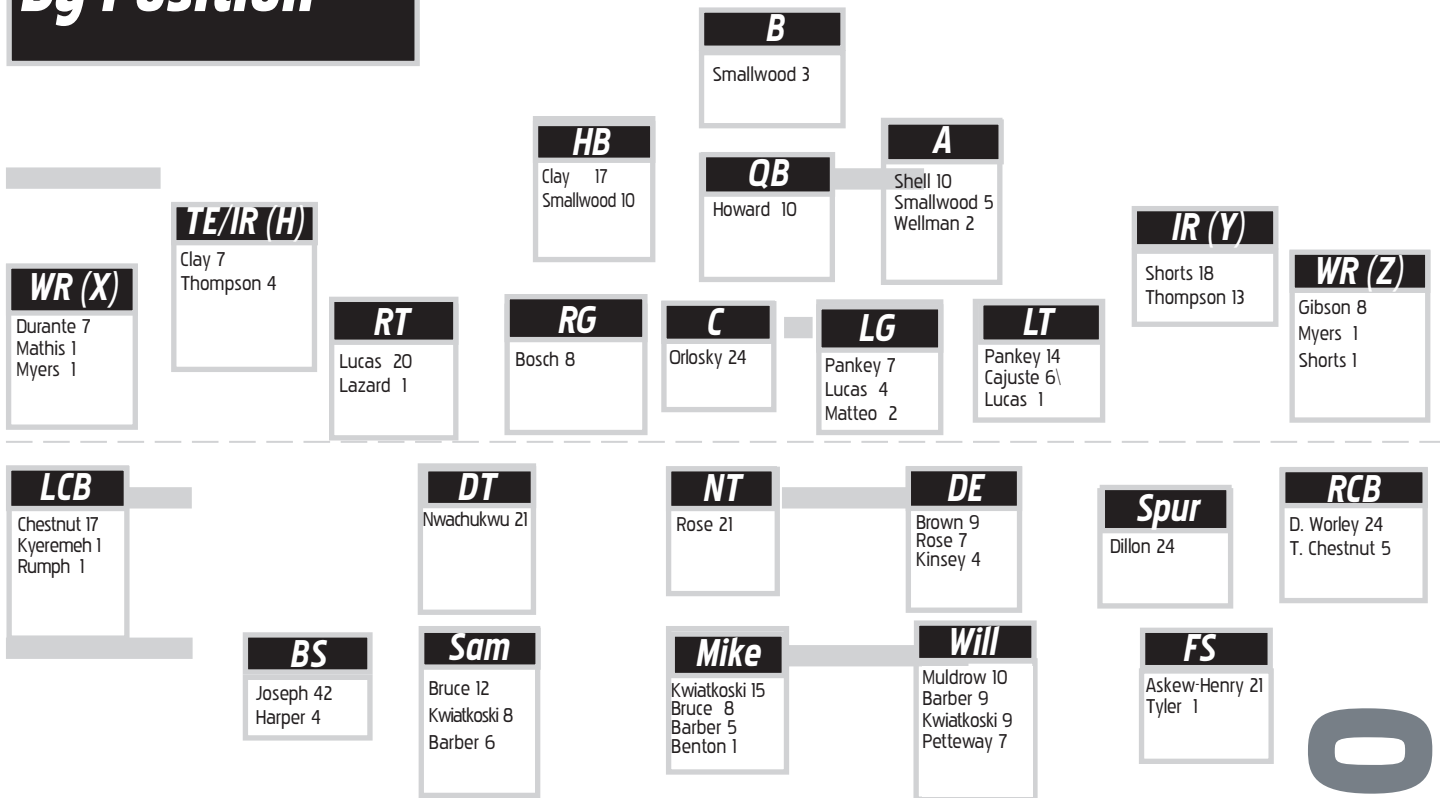 By Position
B
Smallwood 3
HB
Clay 17
Smallwood 10
QB
Howard 10
A
Shell 10
Smallwood 5
Wellman 2
TE/IR (H)
Clay 7
Thompson 4
IR (Y)
Shorts 18
Thompson 13
WR (X)
Durante 7
Mathis 1
Myers 1
WR (Z)
Gibson 8
Myers 1
Shorts 1
RT
Lucas 20
Lazard 1
RG
Bosch 8
C
Orlosky 24
LG
Pankey 7
Lucas 4
Matteo 2
LT
Pankey 14
Cajuste 6\
Lucas 1
LCB
Chestnut 17
Kyeremeh 1
Rumph 1
DT
Nwachukwu 21
NT
Rose 21
DE
Brown 9
Rose 7
Kinsey 4
Spur
Dillon 24
RCB
D. Worley 24
T. Chestnut 5
BS
Joseph 42
Harper 4
Sam
Bruce 12
Kwiatkoski 8
Barber 6
Mike
Kwiatkoski 15
Bruce 8
Barber 5
Benton 1
Will
Muldrow 10
Barber 9
Kwiatkoski 9
Petteway 7
FS
Askew-Henry 21
Tyler 1